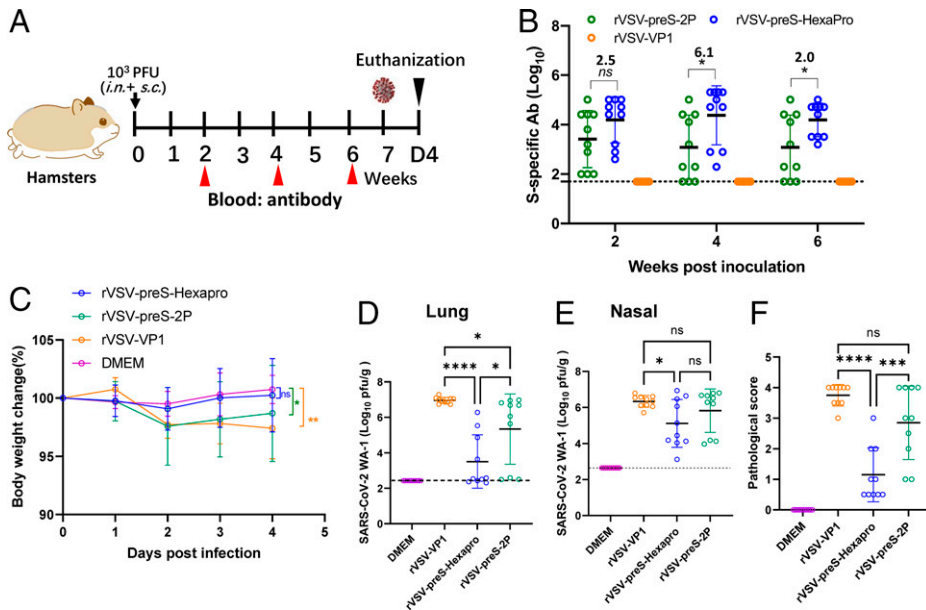 A
10³ PFU
(i.n.+ s.c.)
Euthanization
0 1 2 3 4 5 6 7 D4
Hamsters
Weeks
Blood: antibody
B
rVSV-preS-2P
rVSV-preS-HexaPro
rVSV-VP1
S-specific Ab (Log₁₀)
8
6
4
2
0
2.5
ns
6.1
*
2.0
*
2 4 6
Weeks post inoculation
C
rVSV-preS-Hexapro
rVSV-preS-2P
rVSV-VP1
DMEM
Body weight change(%)
105
100
95
90
ns
*
**
0 1 2 3 4
Days post infection
D
Lung
SARS-CoV-2 WA-1 (Log₁₀ pfu/g)
10
8
6
4
2
0
*
**** *
DMEM
rVSV-VP1
rVSV-preS-Hexapro
rVSV-preS-2P
E
Nasal
SARS-CoV-2 WA-1 (Log₁₀ pfu/g)
10
8
6
4
2
0
ns
* ns
DMEM
rVSV-VP1
rVSV-preS-Hexapro
rVSV-preS-2P
F
Pathological score
5
4
3
2
1
0
ns
**** ***
DMEM
rVSV-VP1
rVSV-preS-Hexapro
rVSV-preS-2P